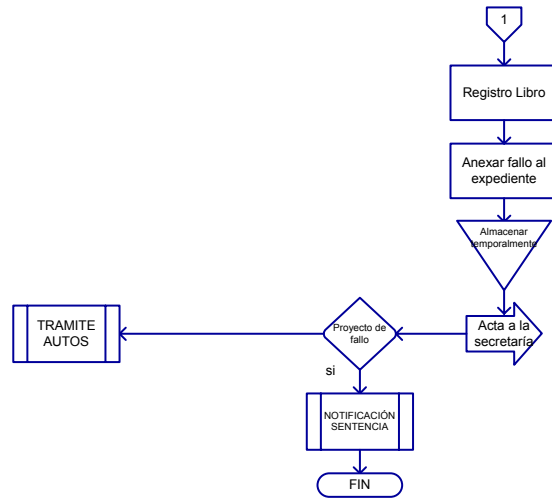 1
Registro Libro
Anexar fallo al
expediente
Almacenar
temporalmente
Acta a la
secretaría
Proyecto de
fallo
TRAMITE
AUTOS
si
NOTIFICACIÓN
SENTENCIA
FIN